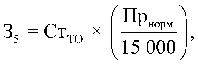 З₅ = Ст_ТО × (Пр_норм / 15 000),